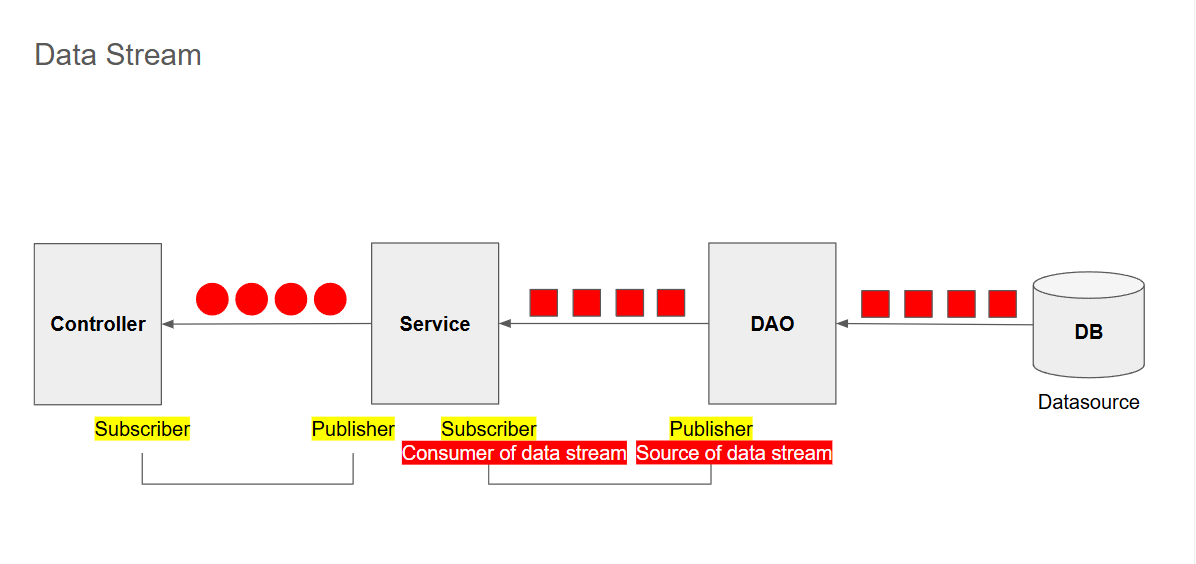 Data Stream
Controller
Service
DAO
DB
Datasource
Subscriber
Publisher
Subscriber
Publisher
Consumer of data stream
Source of data stream